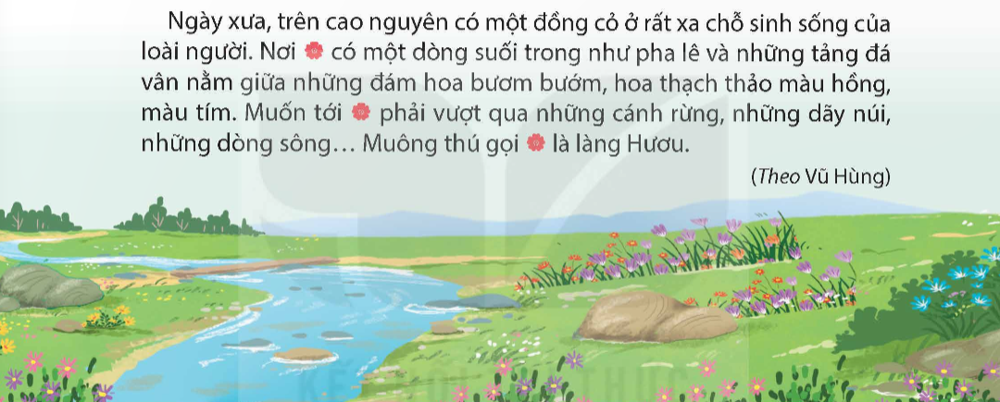 Ngày xưa, trên cao nguyên có một đồng cỏ ở rất xa chỗ sinh sống của
loài người. Nơi có một dòng suối trong như pha lê và những tảng đá
vân nằm giữa những đám hoa bươm bướm, hoa thạch thảo màu hồng,
màu tím. Muốn tới phải vượt qua những cánh rừng, những dãy núi,
những dòng sông... Muông thú gọi là làng Hươu.
(Theo Vũ Hùng)